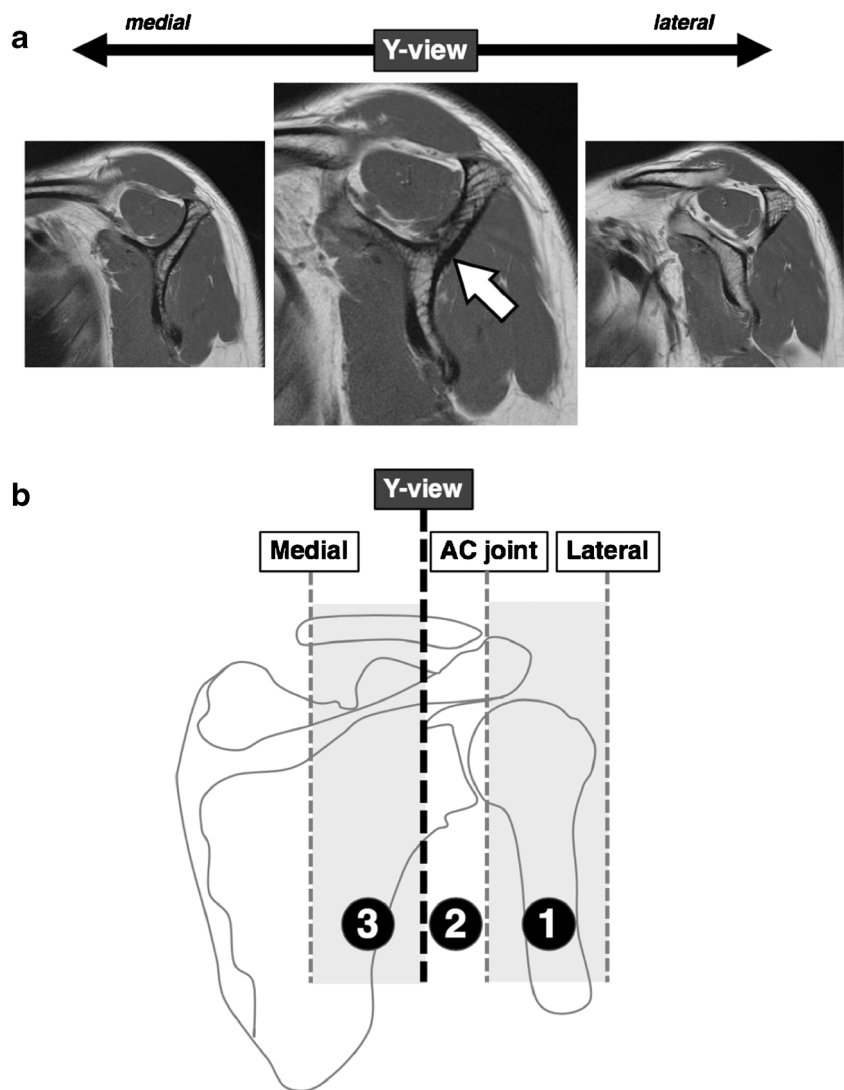 a
medial
lateral
Y-view
b
Y-view
Medial
AC joint
Lateral
3
2
1